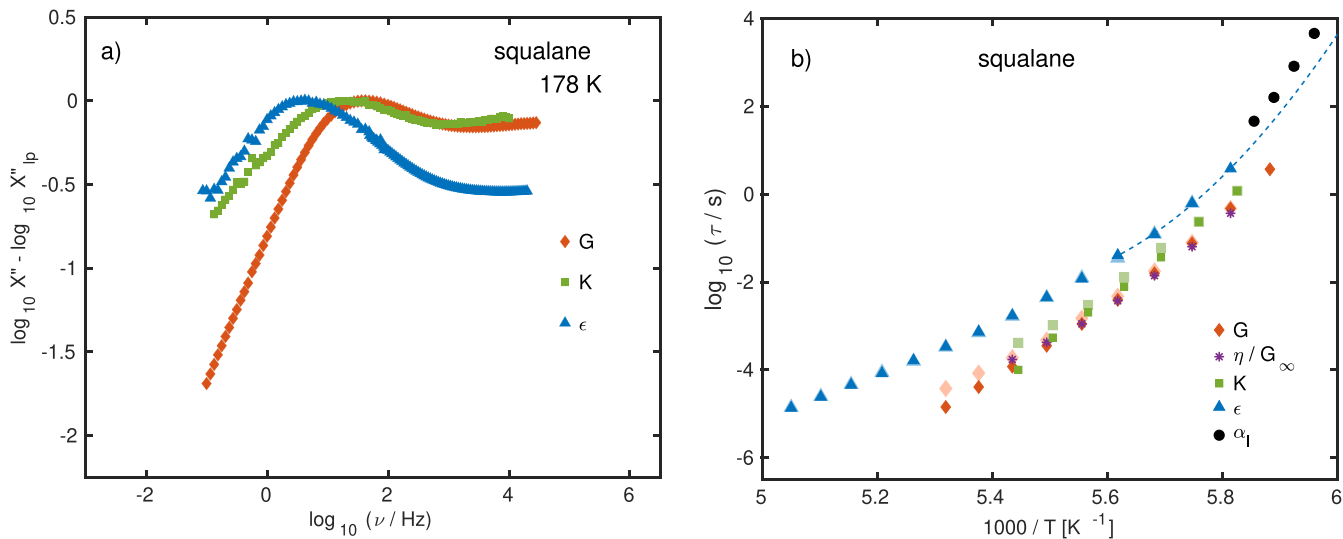 a)
squalane
178 K
0.5
0
-0.5
-1
-1.5
-2
log 10 X" - log 10 X" lp
G
K
ϵ
-2 0 2 4 6
log 10 (ν / Hz)
b)
squalane
4
2
0
-2
-4
-6
log 10 (τ / s)
G
η / G ∞
K
ϵ
α l
5 5.2 5.4 5.6 5.8 6
1000 / T [K -1 ]